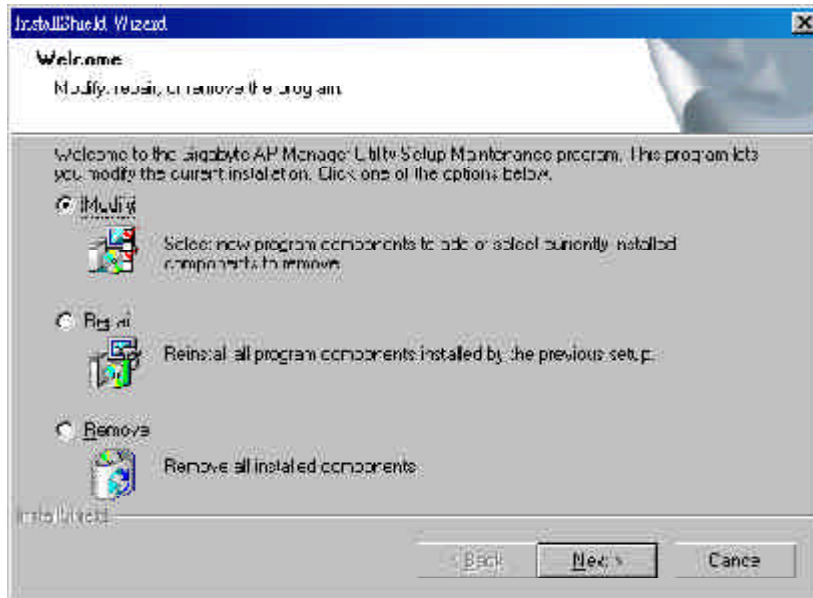 InstallShield Wizard
Welcome
Modify, repair, or remove the program.
Welcome to the Gigabyte AP Manager Utility Setup Maintenance program. This program lets
you modify the current installation. Click one of the options below.
Modify
Select new program components to add or select currently installed
components to remove.
Repair
Reinstall all program components installed by the previous setup.
Remove
Remove all installed components.
InstallShield
< Back
Next >
Cancel